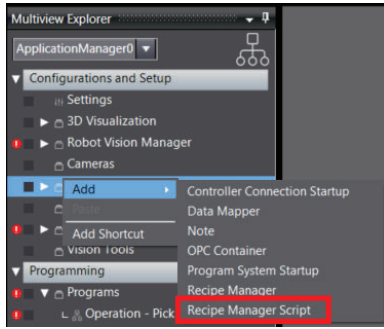 Multiview Explorer
ApplicationManager0
Configurations and Setup
Settings
3D Visualization
Robot Vision Manager
Cameras
Add
Controller Connection Startup
Paste
Data Mapper
Add Shortcut
Note
Vision Tools
OPC Container
Programming
Program System Startup
Programs
Recipe Manager
Operation - Pick
Recipe Manager Script